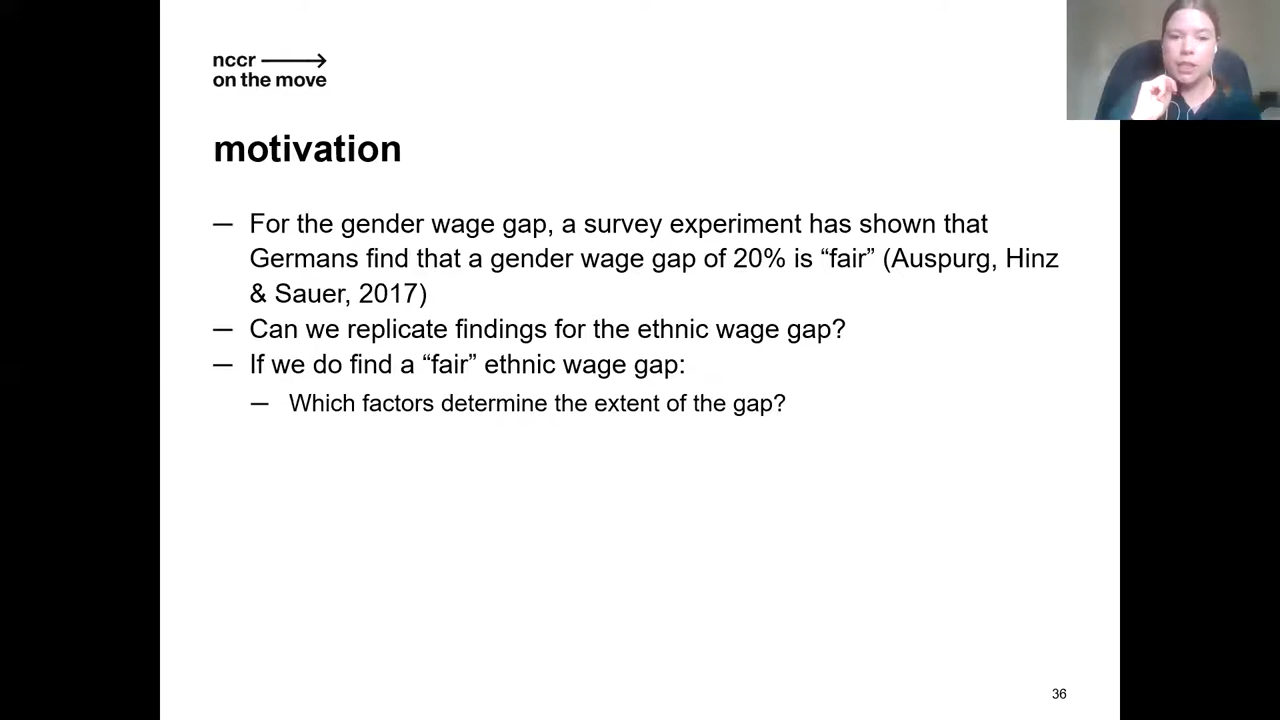 nccr
on the move
motivation
— For the gender wage gap, a survey experiment has shown that
Germans find that a gender wage gap of 20% is “fair” (Auspurg, Hinz
& Sauer, 2017)
— Can we replicate findings for the ethnic wage gap?
— If we do find a “fair” ethnic wage gap:
— Which factors determine the extent of the gap?
36